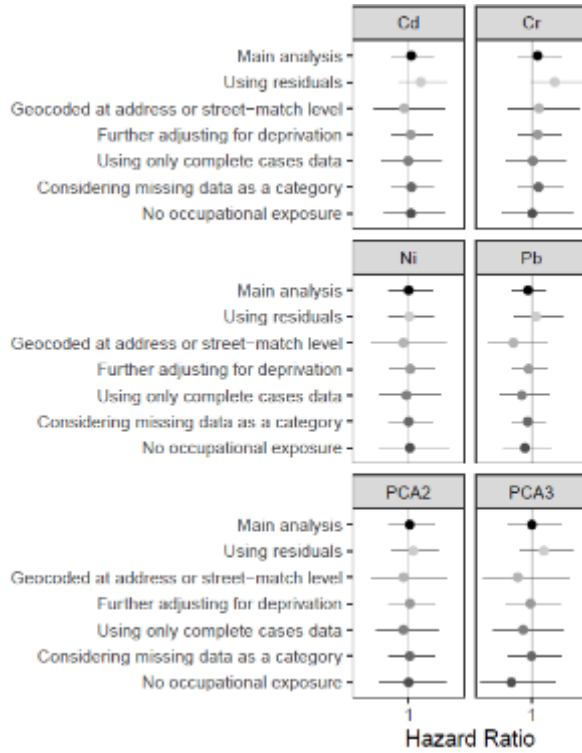 Cd Cr
Main analysis
Using residuals
Geocoded at address or street-match level
Further adjusting for deprivation
Using only complete cases data
Considering missing data as a category
No occupational exposure
Ni Pb
Main analysis
Using residuals
Geocoded at address or street-match level
Further adjusting for deprivation
Using only complete cases data
Considering missing data as a category
No occupational exposure
PCA2 PCA3
Main analysis
Using residuals
Geocoded at address or street-match level
Further adjusting for deprivation
Using only complete cases data
Considering missing data as a category
No occupational exposure
1 1
Hazard Ratio